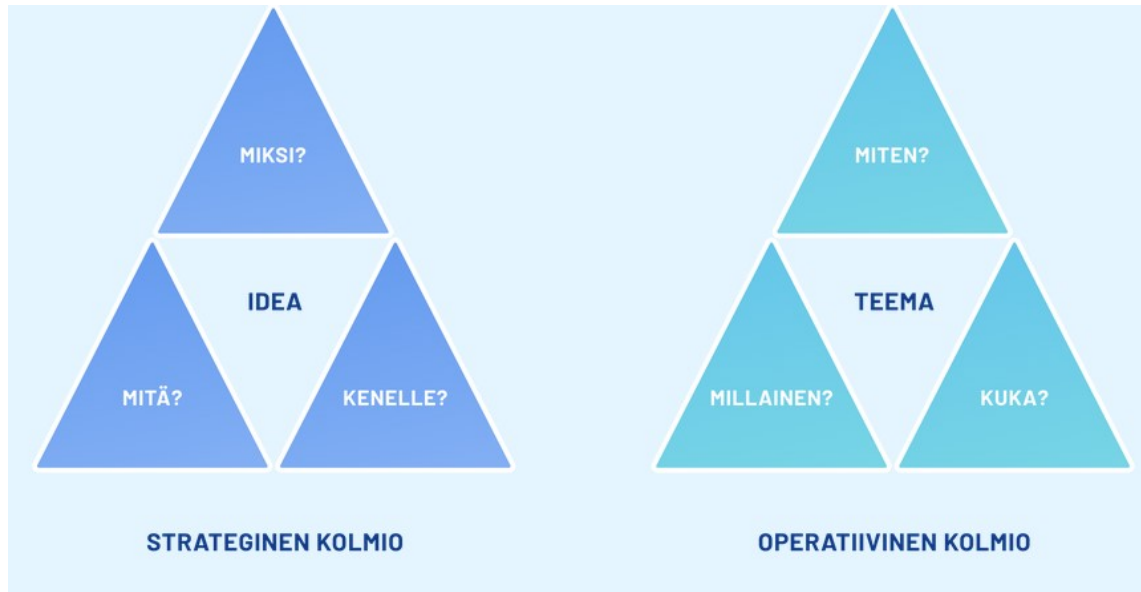 MIKSI?
IDEA
MITÄ?
KENELLE?
STRATEGINEN KOLMIO
MITEN?
TEEMA
MILLAINEN?
KUKA?
OPERATIIVINEN KOLMIO